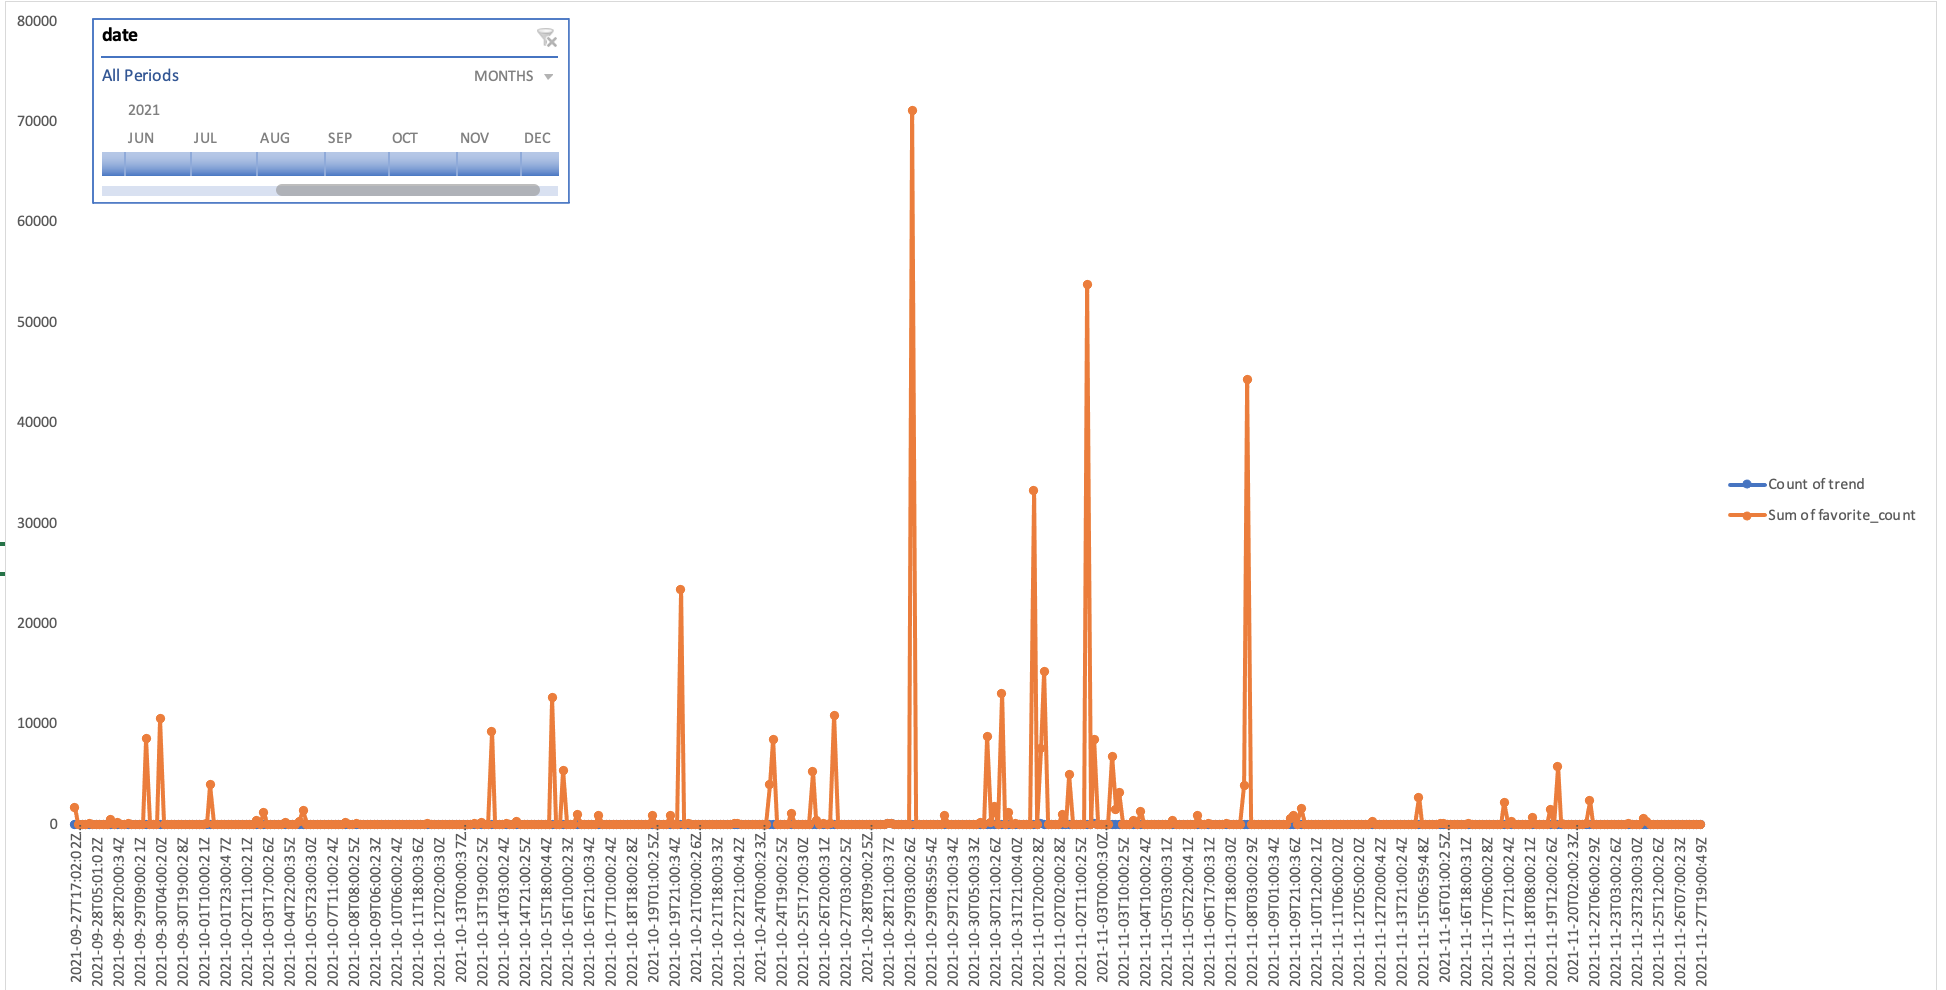 80000
70000
60000
50000
40000
30000
20000
10000
0
date
All Periods
MONTHS
2021
JUN JUL AUG SEP OCT NOV DEC
Count of trend
Sum of favorite_count
2021-09-27T17:02:02Z
2021-09-28T05:01:02Z
2021-09-28T20:00:34Z
2021-09-29T09:00:21Z
2021-09-30T04:00:20Z
2021-09-30T19:00:28Z
2021-10-01T10:00:21Z
2021-10-01T23:00:47Z
2021-10-02T11:00:21Z
2021-10-03T17:00:26Z
2021-10-04T22:00:35Z
2021-10-05T23:00:30Z
2021-10-07T11:00:24Z
2021-10-08T08:00:25Z
2021-10-09T06:00:23Z
2021-10-10T06:00:24Z
2021-10-11T18:00:36Z
2021-10-12T02:00:30Z
2021-10-13T00:00:37Z
2021-10-13T19:00:25Z
2021-10-14T03:00:24Z
2021-10-14T21:00:25Z
2021-10-15T18:00:44Z
2021-10-16T10:00:23Z
2021-10-16T21:00:34Z
2021-10-17T10:00:24Z
2021-10-18T18:00:28Z
2021-10-19T01:00:25Z
2021-10-19T21:00:34Z
2021-10-21T00:00:26Z
2021-10-21T18:00:33Z
2021-10-22T21:00:42Z
2021-10-24T00:00:23Z
2021-10-24T19:00:25Z
2021-10-25T17:00:30Z
2021-10-26T20:00:31Z
2021-10-27T03:00:25Z
2021-10-28T09:00:25Z
2021-10-28T21:00:37Z
2021-10-29T03:00:26Z
2021-10-29T08:59:54Z
2021-10-29T21:00:34Z
2021-10-30T05:00:33Z
2021-10-30T21:00:26Z
2021-10-31T21:00:40Z
2021-11-01T20:00:28Z
2021-11-02T02:00:28Z
2021-11-02T11:00:25Z
2021-11-03T00:00:30Z
2021-11-03T10:00:25Z
2021-11-04T10:00:24Z
2021-11-05T03:00:31Z
2021-11-05T22:00:41Z
2021-11-06T17:00:31Z
2021-11-07T18:00:30Z
2021-11-08T03:00:29Z
2021-11-09T01:00:34Z
2021-11-09T21:00:36Z
2021-11-10T12:00:21Z
2021-11-11T06:00:20Z
2021-11-12T05:00:20Z
2021-11-12T20:00:42Z
2021-11-13T21:00:24Z
2021-11-15T06:59:48Z
2021-11-16T01:00:25Z
2021-11-16T18:00:31Z
2021-11-17T06:00:28Z
2021-11-17T21:00:24Z
2021-11-18T08:00:21Z
2021-11-19T12:00:26Z
2021-11-20T02:00:23Z
2021-11-22T06:00:29Z
2021-11-23T03:00:26Z
2021-11-23T23:00:30Z
2021-11-25T12:00:26Z
2021-11-26T07:00:23Z
2021-11-27T19:00:49Z